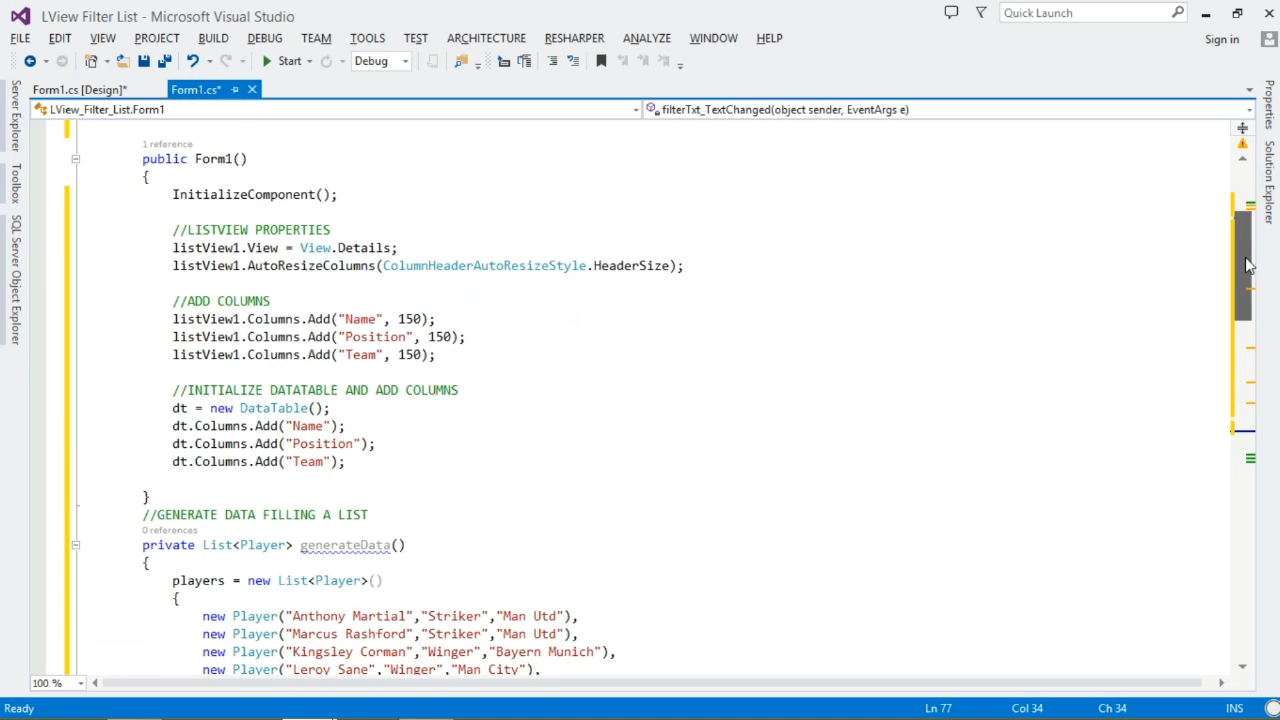 LView Filter List - Microsoft Visual Studio
Quick Launch
FILE EDIT VIEW PROJECT BUILD DEBUG TEAM TOOLS TEST ARCHITECTURE RESHARPER ANALYZE WINDOW HELP
Sign in
Start Debug
Form1.cs [Design]* Form1.cs*
LView_Filter_List.Form1 filterTxt_TextChanged(object sender, EventArgs e)
Server Explorer
Toolbox
SQL Server Object Explorer
Properties
Solution Explorer
1 reference
public Form1()
{
InitializeComponent();
//LISTVIEW PROPERTIES
listView1.View = View.Details;
listView1.AutoResizeColumns(ColumnHeaderAutoResizeStyle.HeaderSize);
//ADD COLUMNS
listView1.Columns.Add("Name", 150);
listView1.Columns.Add("Position", 150);
listView1.Columns.Add("Team", 150);
//INITIALIZE DATATABLE AND ADD COLUMNS
dt = new DataTable();
dt.Columns.Add("Name");
dt.Columns.Add("Position");
dt.Columns.Add("Team");
}
//GENERATE DATA FILLING A LIST
0 references
private List<Player> generateData()
{
players = new List<Player>()
{
new Player("Anthony Martial","Striker","Man Utd"),
new Player("Marcus Rashford","Striker","Man Utd"),
new Player("Kingsley Corman","Winger","Bayern Munich"),
new Player("Leroy Sane","Winger","Man City"),
100 %
Ready Ln 77 Col 34 Ch 34 INS